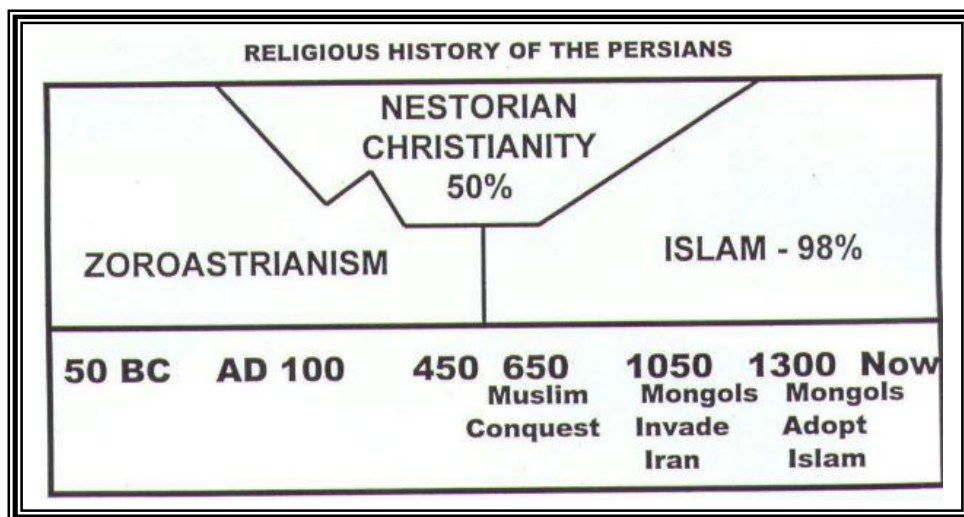 RELIGIOUS HISTORY OF THE PERSIANS
NESTORIAN
CHRISTIANITY
50%
ZOROASTRIANISM
ISLAM - 98%
50 BC AD 100 450 650 1050 1300 Now
Muslim Mongols Mongols
Conquest Invade Adopt
Iran Islam